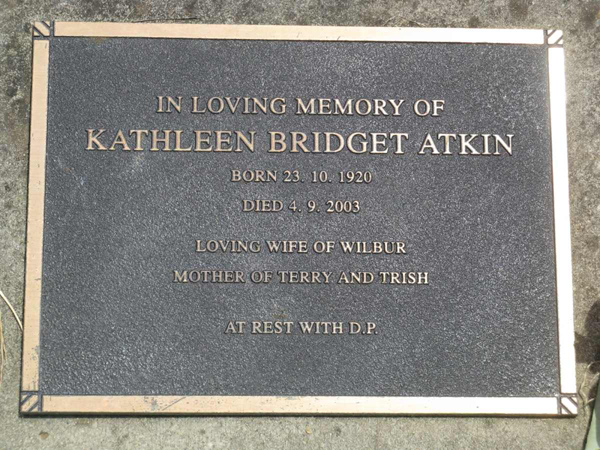 IN LOVING MEMORY OF
KATHLEEN BRIDGET ATKIN
BORN 23. 10. 1920
DIED 4. 9. 2003
LOVING WIFE OF WILBUR
MOTHER OF TERRY AND TRISH
AT REST WITH D.P.